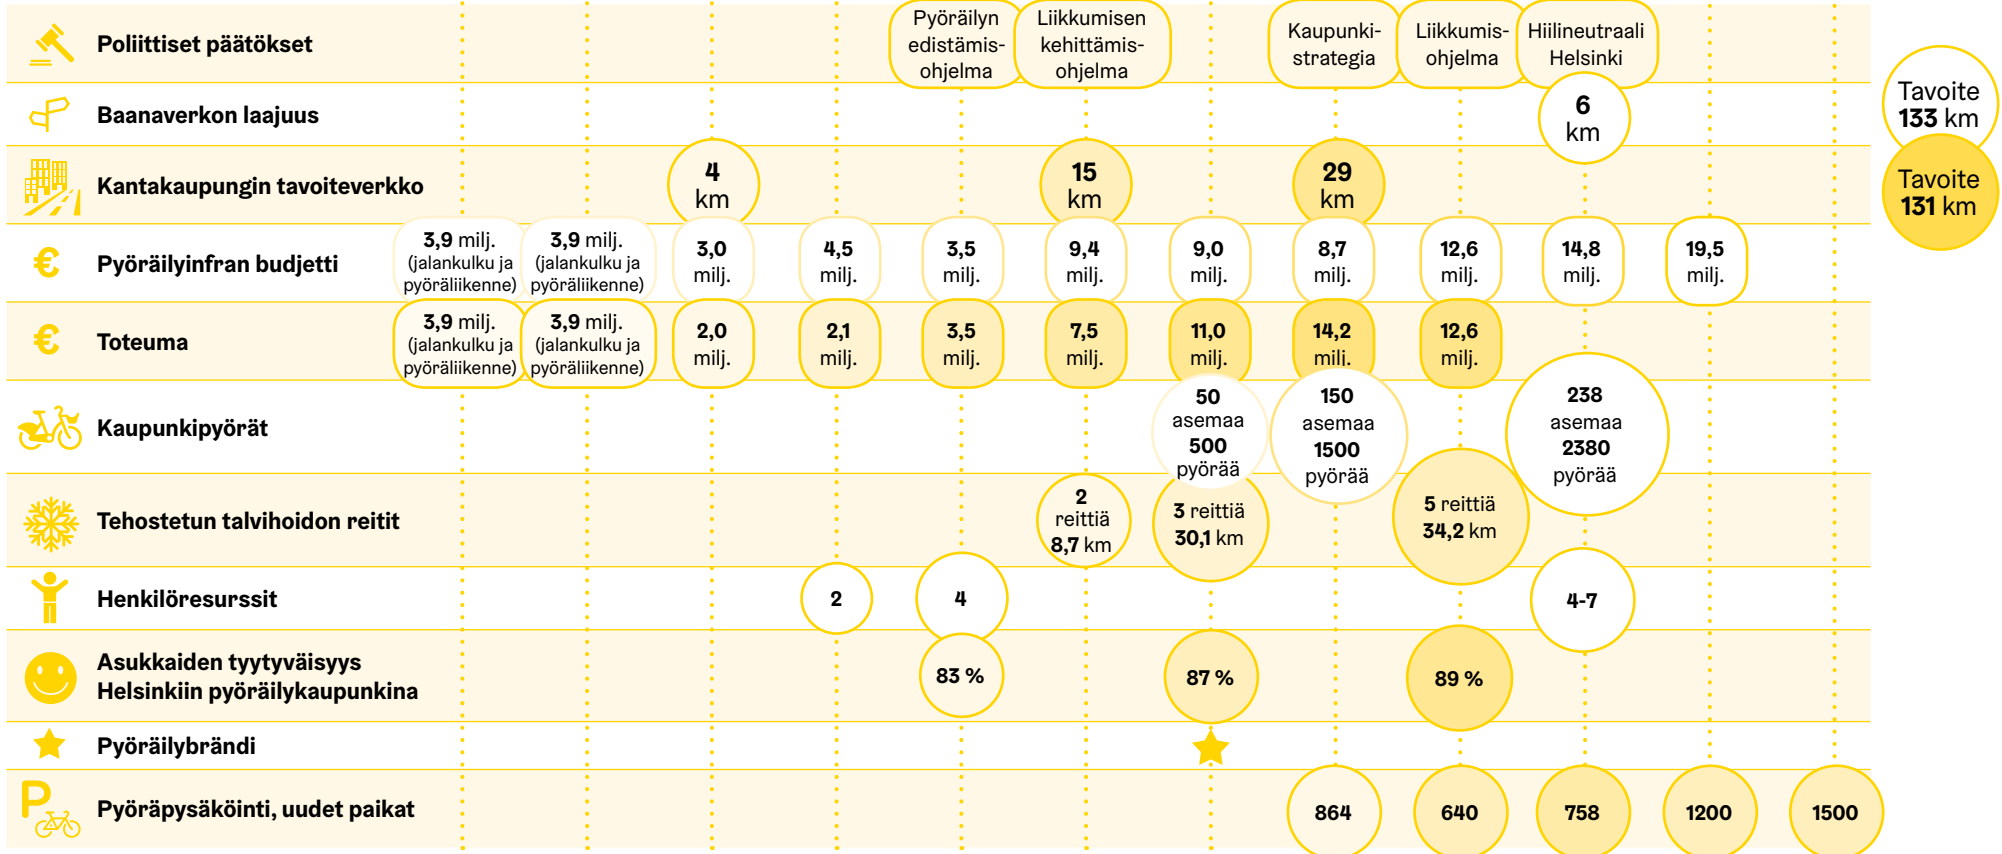 Poliittiset päätökset
Pyöräilyn
edistämis-
ohjelma
Liikkumisen
kehittämis-
ohjelma
Kaupunki-
strategia
Liikkumis-
ohjelma
Hiilineutraali
Helsinki
Baanaverkon laajuus
6
km
Tavoite
133 km
Kantakaupungin tavoiteverkko
4
km
15
km
29
km
Tavoite
131 km
€
Pyöräilyinfran budjetti
3,9 milj.
(jalankulku ja
pyöräliikenne)
3,9 milj.
(jalankulku ja
pyöräliikenne)
3,0
milj.
4,5
milj.
3,5
milj.
9,4
milj.
9,0
milj.
8,7
milj.
12,6
milj.
14,8
milj.
19,5
milj.
€
Toteuma
3,9 milj.
(jalankulku ja
pyöräliikenne)
3,9 milj.
(jalankulku ja
pyöräliikenne)
2,0
milj.
2,1
milj.
3,5
milj.
7,5
milj.
11,0
milj.
14,2
milj.
12,6
milj.
Kaupunkipyörät
50
asemaa
500
pyörää
150
asemaa
1500
pyörää
238
asemaa
2380
pyörää
Tehostetun talvihoidon reitit
2
reittiä
8,7 km
3 reittiä
30,1 km
5 reittiä
34,2 km
Henkilöresurssit
2
4
4-7
Asukkaiden tyytyväisyys
Helsinkiin pyöräilykaupunkina
83 %
87 %
89 %
Pyöräilybrändi
P
Pyöräpysäköinti, uudet paikat
864
640
758
1200
1500